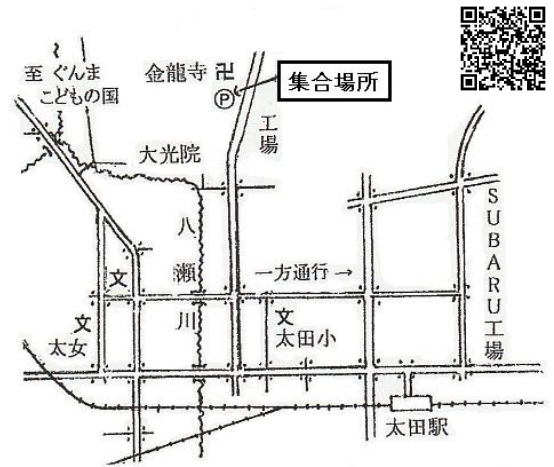 至 ぐんま
こどもの国
金龍寺 卍
Ⓟ
集合場所
工場
大光院
八瀬川
一方通行 →
SUBARU工場
文
文
太女
文
太田小
太田駅